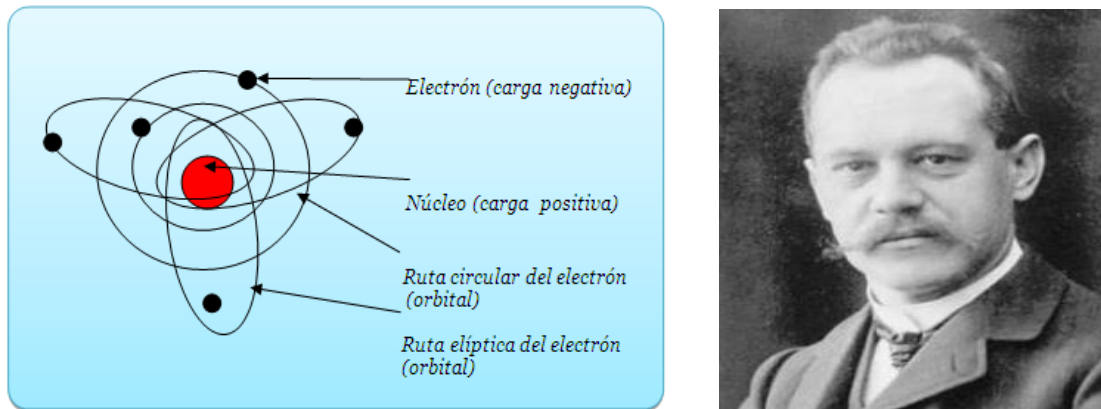 Electrón (carga negativa)
Núcleo (carga positiva)
Ruta circular del electrón
(orbital)
Ruta elíptica del electrón
(orbital)